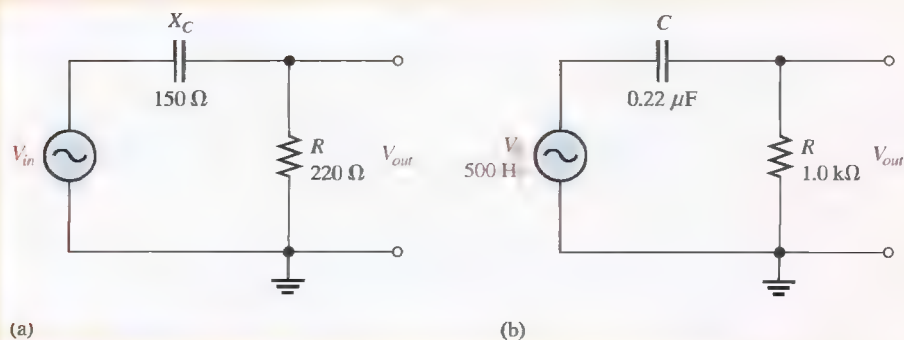 X_C
150 Ω
V_in
R
220 Ω
V_out
(a)
C
0.22 μF
V
500 H
R
1.0 kΩ
V_out
(b)